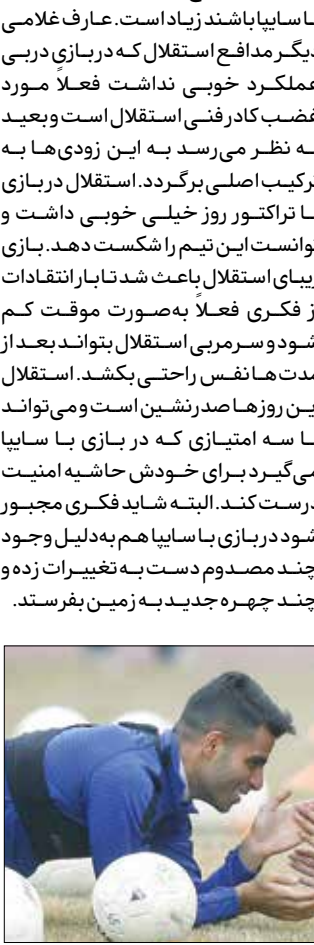 با سایپا باشند زیاد است. عارف غلامی
دیگر مدافع استقلال که در بازی دربی
عملکرد خوبی نداشت فعلاً مورد
غضب کادرفنی استقلال است و بعید
به نظر می‌رسد به این زودی‌ها به
ترکیب اصلی برگردد. استقلال در بازی
با تراکتور روز خیلی خوبی داشت و
توانست این تیم را شکست دهد. بازی
زیبای استقلال باعث شد تا بار انتقادات
از فکری فعلاً به‌صورت موقت کم
شود و سرمربی استقلال بتواند بعد از
مدت‌ها نفس راحتی بکشد. استقلال
این روزها صدرنشین است و می‌تواند
با سه امتیازی که در بازی با سایپا
می‌گیرد برای خودش حاشیه امنیت
درست کند. البته شاید فکری مجبور
شود در بازی با سایپا هم به‌دلیل وجود
چند مصدوم دست به تغییرات زده و
چند چهره جدید به زمین بفرستد.